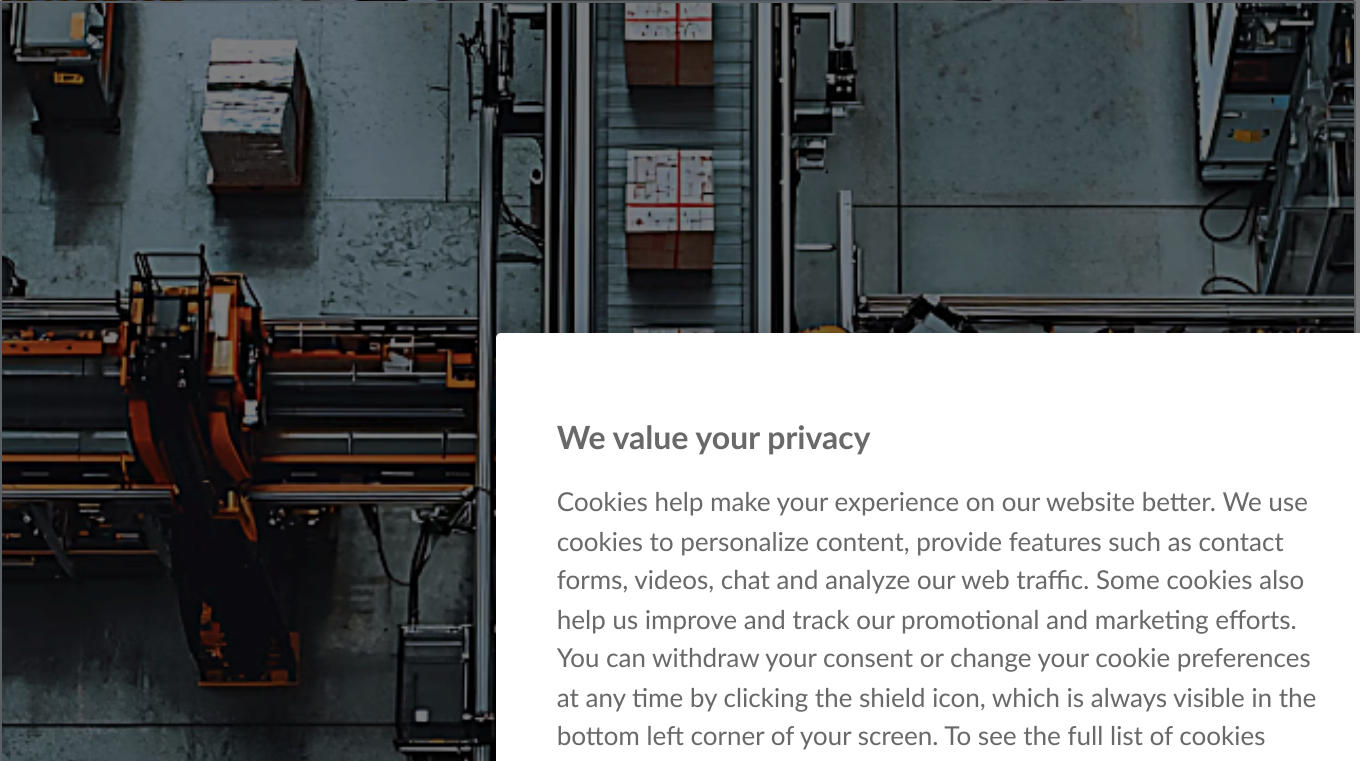 We value your privacy
Cookies help make your experience on our website better. We use
cookies to personalize content, provide features such as contact
forms, videos, chat and analyze our web traffic. Some cookies also
help us improve and track our promotional and marketing efforts.
You can withdraw your consent or change your cookie preferences
at any time by clicking the shield icon, which is always visible in the
bottom left corner of your screen. To see the full list of cookies